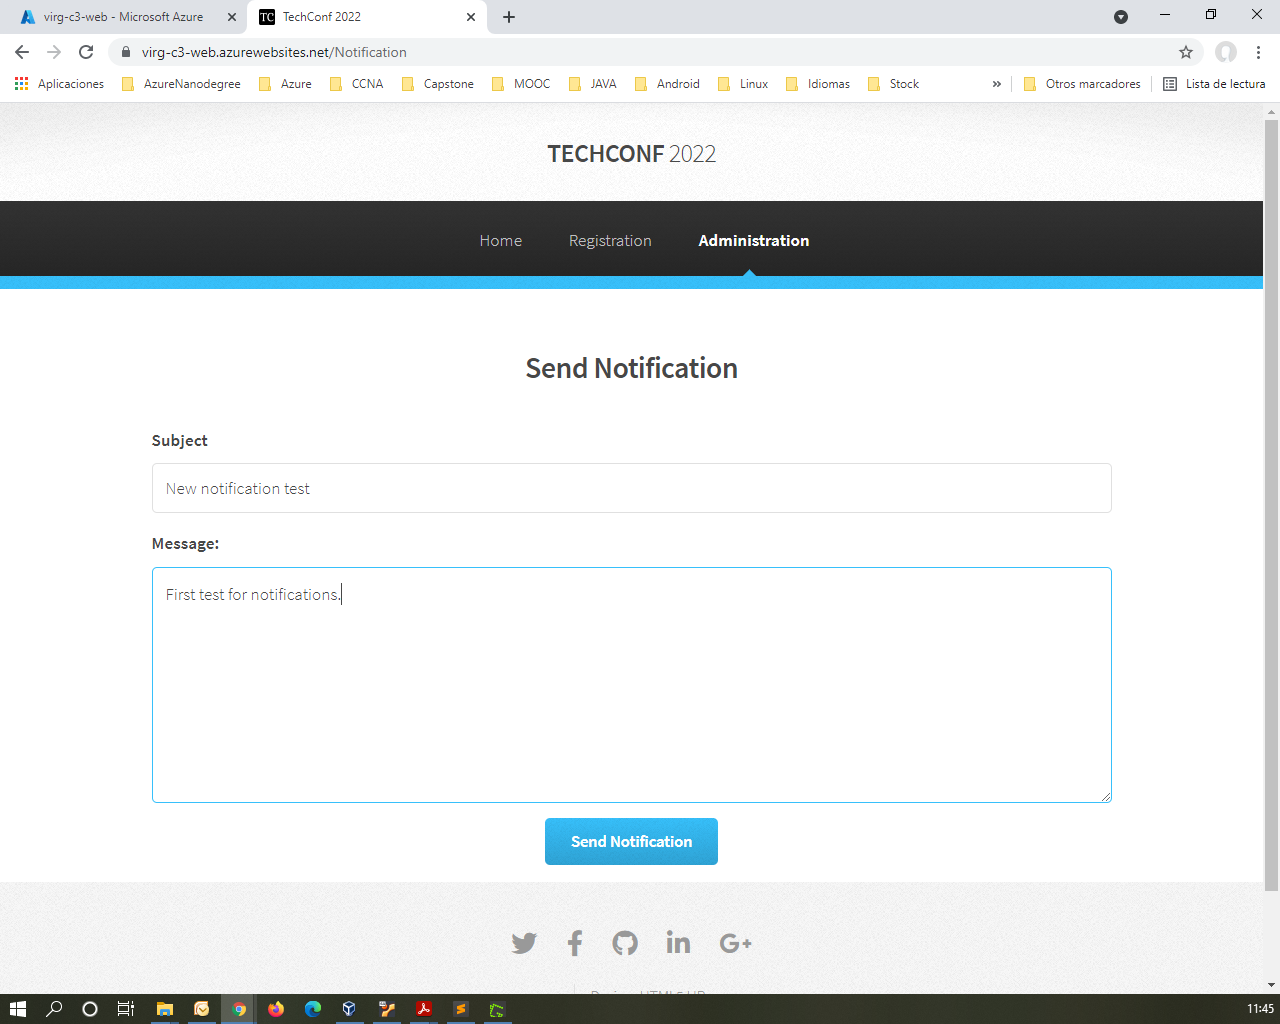 virg-c3-web - Microsoft Azure
TC TechConf 2022
virg-c3-web.azurewebsites.net/Notification
Aplicaciones AzureNanodegree Azure CCNA Capstone MOOC JAVA Android Linux Idiomas Stock » Otros marcadores Lista de lectura
TECHCONF 2022
Home Registration Administration
Send Notification
Subject
New notification test
Message:
First test for notifications.
Send Notification
11:45